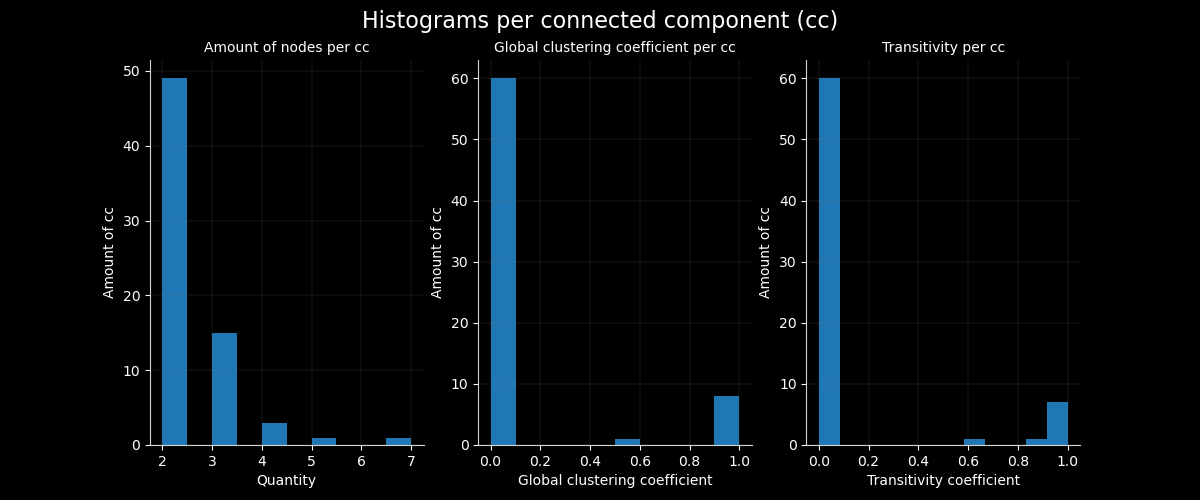 Histograms per connected component (cc)
Amount of nodes per cc
Global clustering coefficient per cc
Transitivity per cc
50
40
30
20
10
0
Amount of cc
2 3 4 5 6 7
Quantity
60
50
40
30
20
10
0
Amount of cc
0.0 0.2 0.4 0.6 0.8 1.0
Global clustering coefficient
60
50
40
30
20
10
0
Amount of cc
0.0 0.2 0.4 0.6 0.8 1.0
Transitivity coefficient